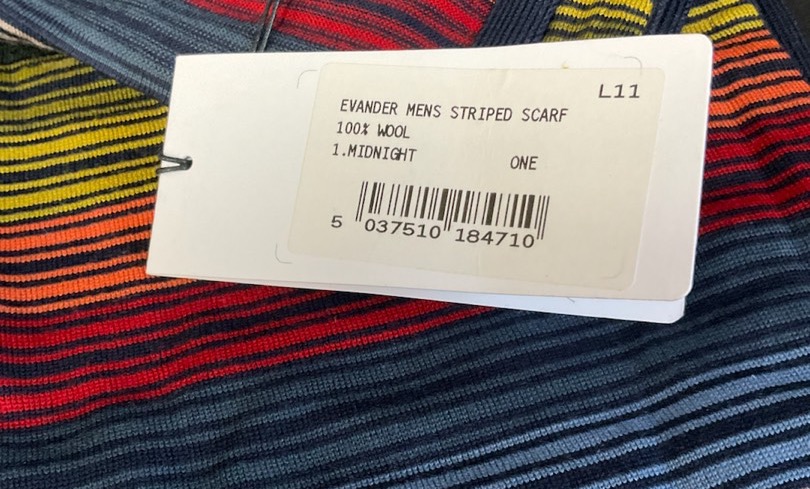 L11
EVANDER MENS STRIPED SCARF
100% WOOL
1.MIDNIGHT ONE
5 037510 184710